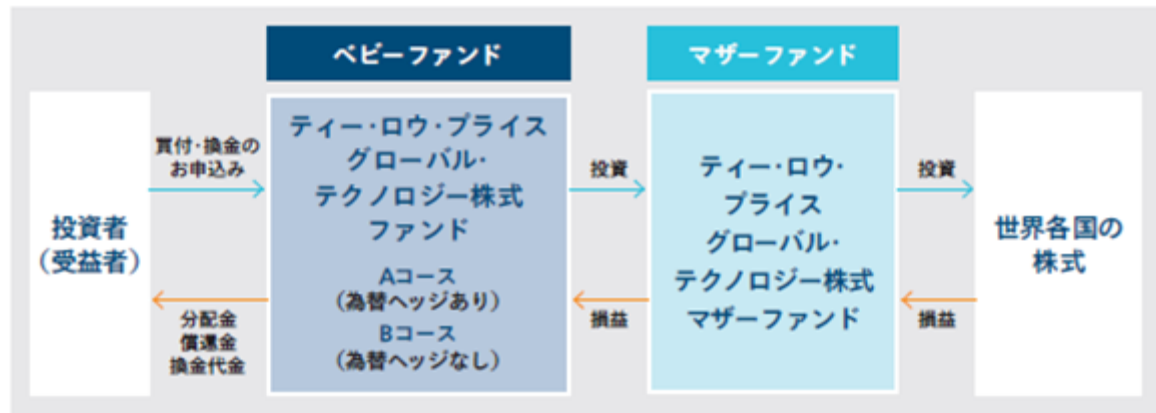 ベビーファンド
マザーファンド
投資者
（受益者）
買付・換金の
お申込み
分配金
償還金
換金代金
ティー・ロウ・プライス
グローバル・
テクノロジー株式
ファンド
Aコース
（為替ヘッジあり）
Bコース
（為替ヘッジなし）
投資
損益
ティー・ロウ・
プライス
グローバル・
テクノロジー株式
マザーファンド
投資
損益
世界各国の
株式